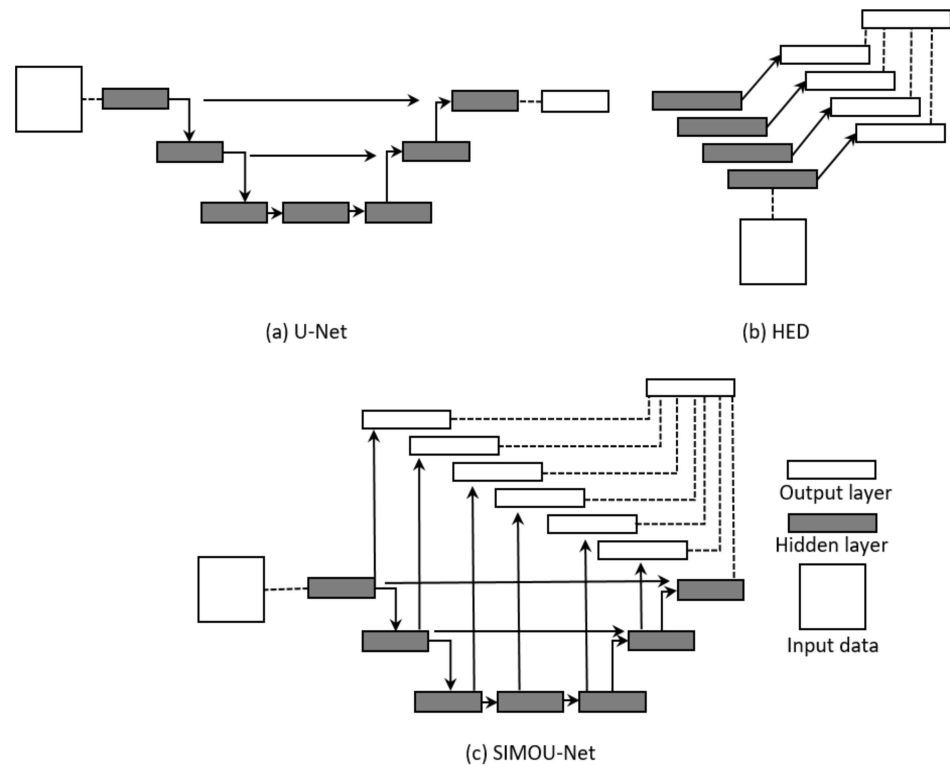 (a) U-Net
(b) HED
Output layer
Hidden layer
Input data
(c) SIMOU-Net